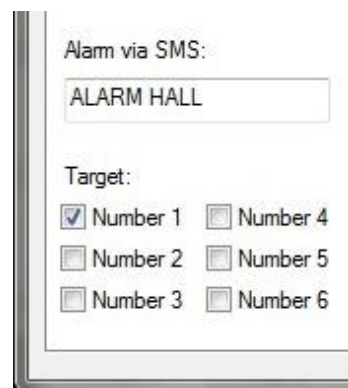 Alarm via SMS:
ALARM HALL
Target:
Number 1 Number 4
Number 2 Number 5
Number 3 Number 6